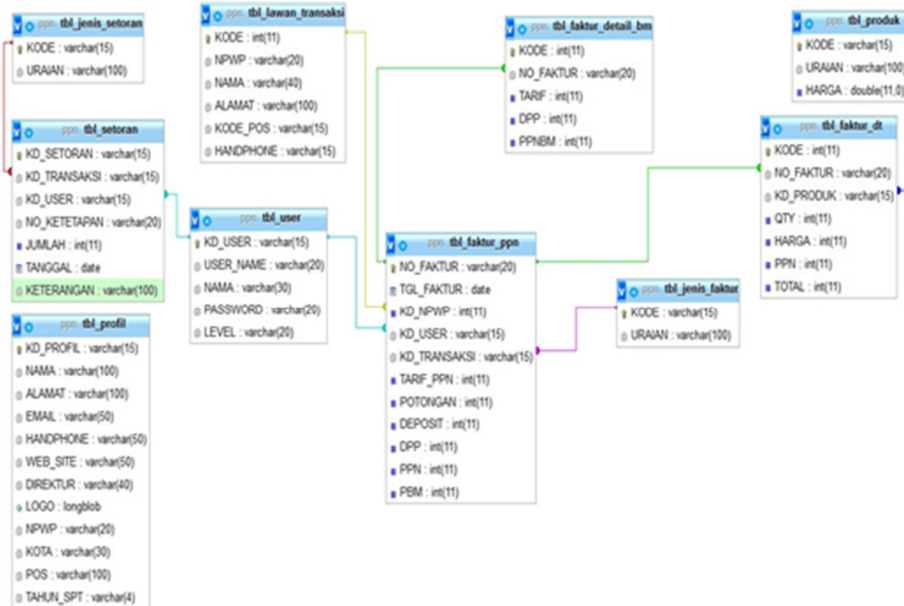 ppn tbl_jenis_setoran
KODE : varchar(15)
URAIAN : varchar(100)
ppn tbl_lawan_transaksi
KODE : int(11)
NPWP : varchar(20)
NAMA : varchar(40)
ALAMAT : varchar(100)
KODE_POS : varchar(15)
HANDPHONE : varchar(15)
ppn tbl_faktur_detail_bm
KODE : int(11)
NO_FAKTUR : varchar(20)
TARIF : int(11)
DPP : int(11)
PPNBM : int(11)
ppn tbl_produk
KODE : varchar(15)
URAIAN : varchar(100)
HARGA : double(11,0)
ppn tbl_setoran
KD_SETORAN : varchar(15)
KD_TRANSAKSI : varchar(15)
KD_USER : varchar(15)
NO_KETETAPAN : varchar(20)
JUMLAH : int(11)
TANGGAL : date
KETERANGAN : varchar(100)
ppn tbl_user
KD_USER : varchar(15)
USER_NAME : varchar(20)
NAMA : varchar(30)
PASSWORD : varchar(20)
LEVEL : varchar(20)
ppn tbl_faktur_ppn
NO_FAKTUR : varchar(20)
TGL_FAKTUR : date
KD_NPWP : int(11)
KD_USER : varchar(15)
KD_TRANSAKSI : varchar(15)
TARIF_PPN : int(11)
POTONGAN : int(11)
DEPOSIT : int(11)
DPP : int(11)
PPN : int(11)
PBM : int(11)
ppn tbl_faktur_dt
KODE : int(11)
NO_FAKTUR : varchar(20)
KD_PRODUK : varchar(15)
QTY : int(11)
HARGA : int(11)
PPN : int(11)
TOTAL : int(11)
ppn tbl_jenis_faktur
KODE : varchar(15)
URAIAN : varchar(100)
ppn tbl_profil
KD_PROFIL : varchar(15)
NAMA : varchar(100)
ALAMAT : varchar(100)
EMAIL : varchar(50)
HANDPHONE : varchar(50)
WEB_SITE : varchar(50)
DIREKTUR : varchar(40)
LOGO : longblob
NPWP : varchar(20)
KOTA : varchar(30)
POS : varchar(100)
TAHUN_SPT : varchar(4)